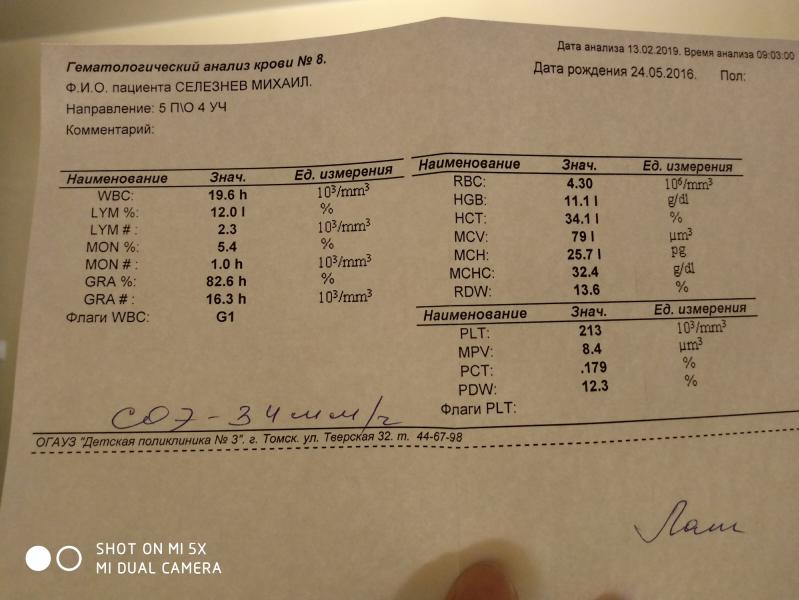 Дата анализа 13.02.2019. Время анализа 09:03:00
Гематологический анализ крови № 8.
Ф.И.О. пациента СЕЛЕЗНЕВ МИХАИЛ.
Дата рождения 24.05.2016. Пол:
Направление: 5 П\О 4 УЧ
Комментарий:
Наименование Знач. Ед. измерения
WBC: 19.6 h 10³/mm³
LYM %: 12.0 l %
LYM #: 2.3 10³/mm³
MON %: 5.4 %
MON #: 1.0 h 10³/mm³
GRA %: 82.6 h %
GRA #: 16.3 h 10³/mm³
Флаги WBC: G1
Наименование Знач. Ед. измерения
RBC: 4.30 10⁶/mm³
HGB: 11.1 l g/dl
HCT: 34.1 l %
MCV: 79 l µm³
MCH: 25.7 l pg
MCHC: 32.4 g/dl
RDW: 13.6 %
Наименование Знач. Ед. измерения
PLT: 213 10³/mm³
MPV: 8.4 µm³
PCT: .179 %
PDW: 12.3 %
Флаги PLT:
СОЭ - 34 мм/ч
ОГАУЗ "Детская поликлиника № 3". г. Томск. ул. Тверская 32. т. 44-67-98
SHOT ON MI 5X
MI DUAL CAMERA